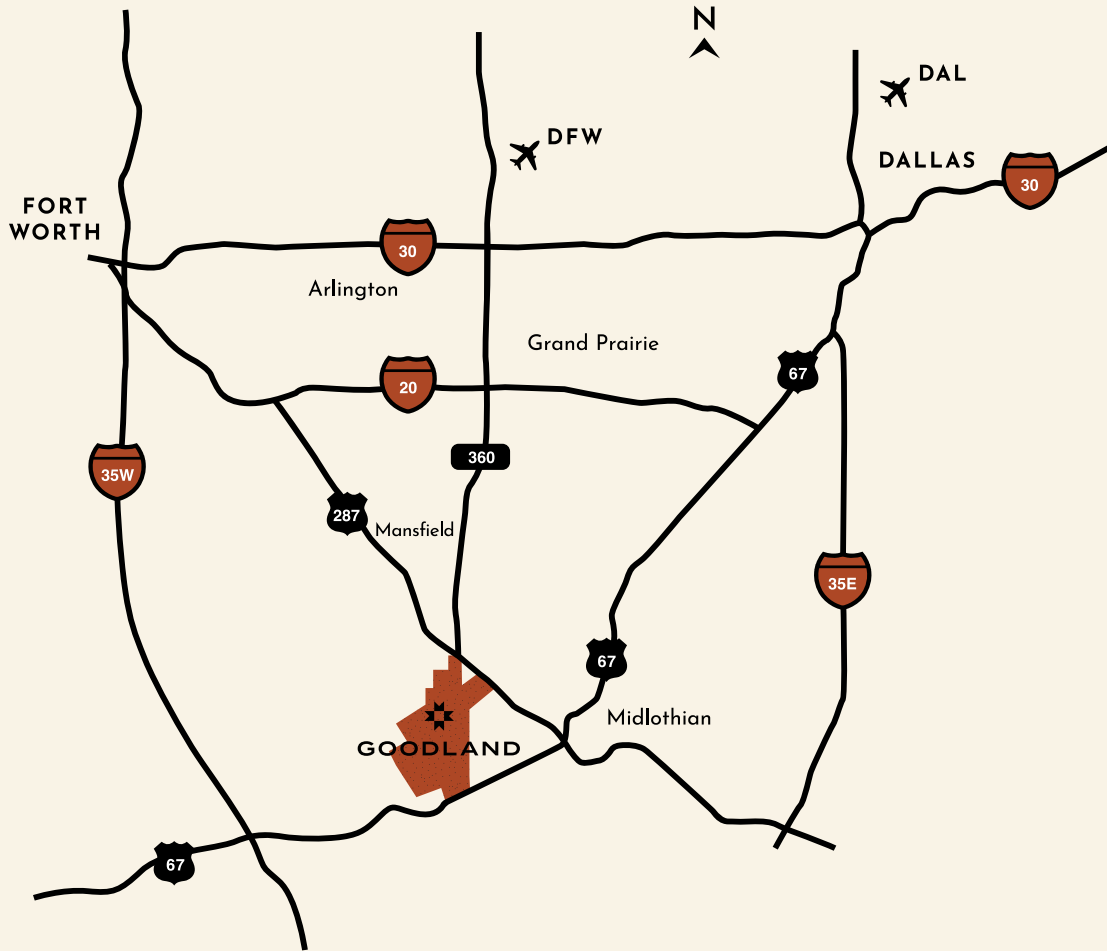 N
DAL
DFW
DALLAS
30
FORT
WORTH
30
Arlington
Grand Prairie
67
20
360
35W
287
Mansfield
35E
67
Midlothian
GOODLAND
67